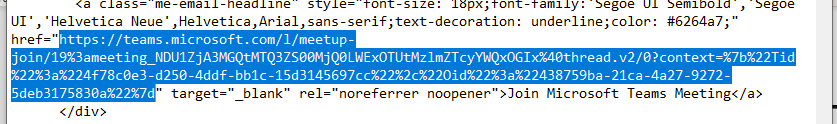 <a class="me-email-headline" style="font-size: 18px;font-family:'Segoe UI Semibold','Segoe
UI','Helvetica Neue',Helvetica,Arial,sans-serif;text-decoration: underline;color: #6264a7;"
href="https://teams.microsoft.com/l/meetup-
join/19%3ameeting_NDU1ZjA3MGQtMTQ3ZS00MjQ0LWExOTUtMzlmZTcyYWQxOGIx%40thread.v2/0?context=%7b%22Tid
%22%3a%224f78c0e3-d250-4ddf-bb1c-15d3145697cc%22%2c%22Oid%22%3a%22438759ba-21ca-4a27-9272-
5deb3175830a%22%7d" target="_blank" rel="noreferrer noopener">Join Microsoft Teams Meeting</a>
</div>